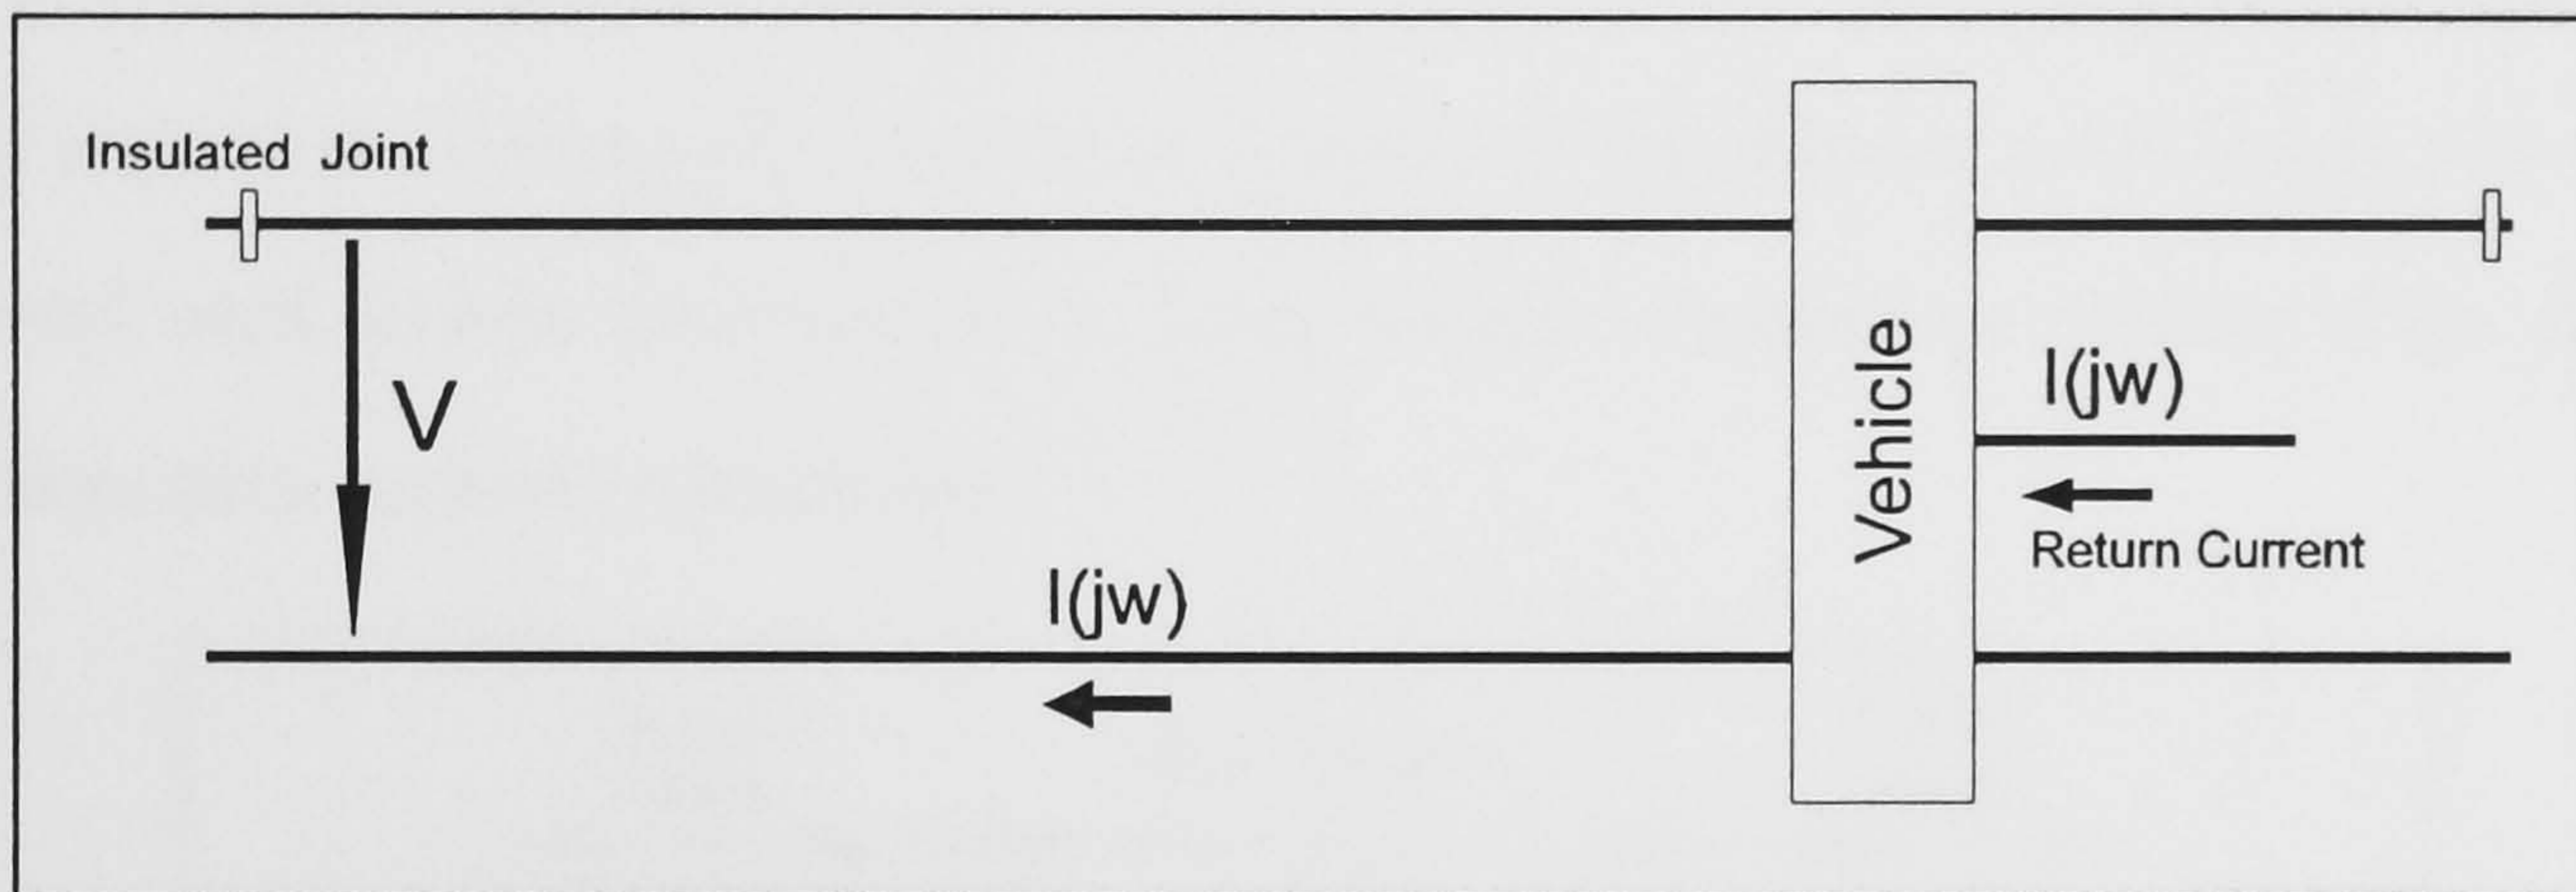 Insulated Joint
V
I(jw)
Vehicle
I(jw)
Return Current